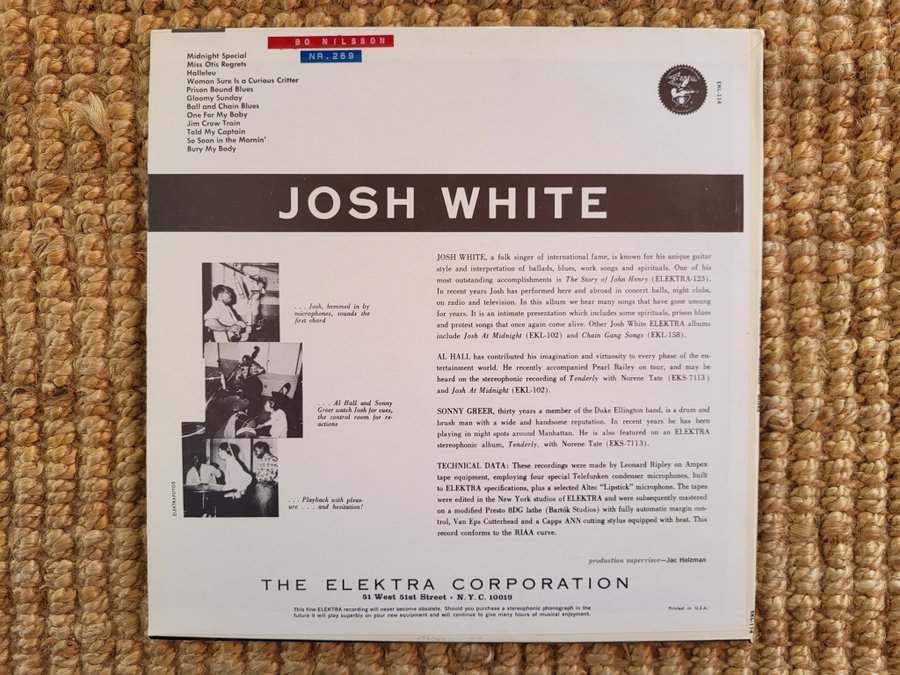 BO NILSSON
NR.269
Midnight Special
Miss Otis Regrets
Halleleu
Woman Sure Is a Curious Critter
Prison Bound Blues
Gloomy Sunday
Ball and Chain Blues
One For My Baby
Jim Crow Train
Told My Captain
So Soon in the Mornin'
Bury My Body
EKL-114
JOSH WHITE
. . . Josh, hemmed in by
microphones, sounds the
first chord
. . . Al Hall and Sonny
Greer watch Josh for cues,
the control room for re-
actions
. . . Playback with pleas-
ure . . . and hesitation!
ELEKTRAFOTOS
JOSH WHITE, a folk singer of international fame, is known for his unique guitar
style and interpretation of ballads, blues, work songs and spirituals. One of his
most outstanding accomplishments is The Story of John Henry (ELEKTRA-123).
In recent years Josh has performed here and abroad in concert halls, night clubs,
on radio and television. In this album we hear many songs that have gone unsung
for years. It is an intimate presentation which includes some spirituals, prison blues
and protest songs that once again come alive. Other Josh White ELEKTRA albums
include Josh At Midnight (EKL-102) and Chain Gang Songs (EKL-158).
AL HALL has contributed his imagination and virtuosity to every phase of the en-
tertainment world. He recently accompanied Pearl Bailey on tour, and may be
heard on the stereophonic recording of Tenderly with Norene Tate (EKS-7113)
and Josh At Midnight (EKL-102).
SONNY GREER, thirty years a member of the Duke Ellington band, is a drum and
brush man with a wide and handsome reputation. In recent years he has been
playing in night spots around Manhattan. He is also featured on an ELEKTRA
stereophonic album, Tenderly, with Norene Tate (EKS-7113).
TECHNICAL DATA: These recordings were made by Leonard Ripley on Ampex
tape equipment, employing four special Telefunken condenser microphones, built
to ELEKTRA specifications, plus a selected Altec "Lipstick" microphone. The tapes
were edited in the New York studios of ELEKTRA and were subsequently mastered
on a modified Presto 8DG lathe (Bartók Studios) with fully automatic margin con-
trol, Van Eps Cutterhead and a Capps ANN cutting stylus equipped with heat. This
record conforms to the RIAA curve.
production supervisor—Jac Holzman
THE ELEKTRA CORPORATION
51 West 51st Street • N.Y.C. 10019
This fine ELEKTRA recording will never become obsolete. Should you purchase a stereophonic phonograph in the
future it will play superbly on your new equipment and will continue to give many hours of musical enjoyment.
Printed in U.S.A.